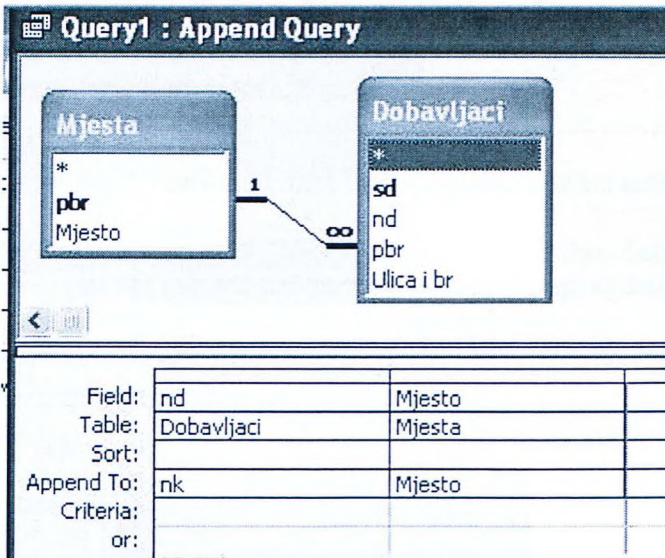 Query1 : Append Query
Mjesta
*
pbr
Mjesto
1
∞
Dobavljaci
*
sd
nd
pbr
Ulica i br
Field: nd Mjesto
Table: Dobavljaci Mjesta
Sort:
Append To: nk Mjesto
Criteria:
or: